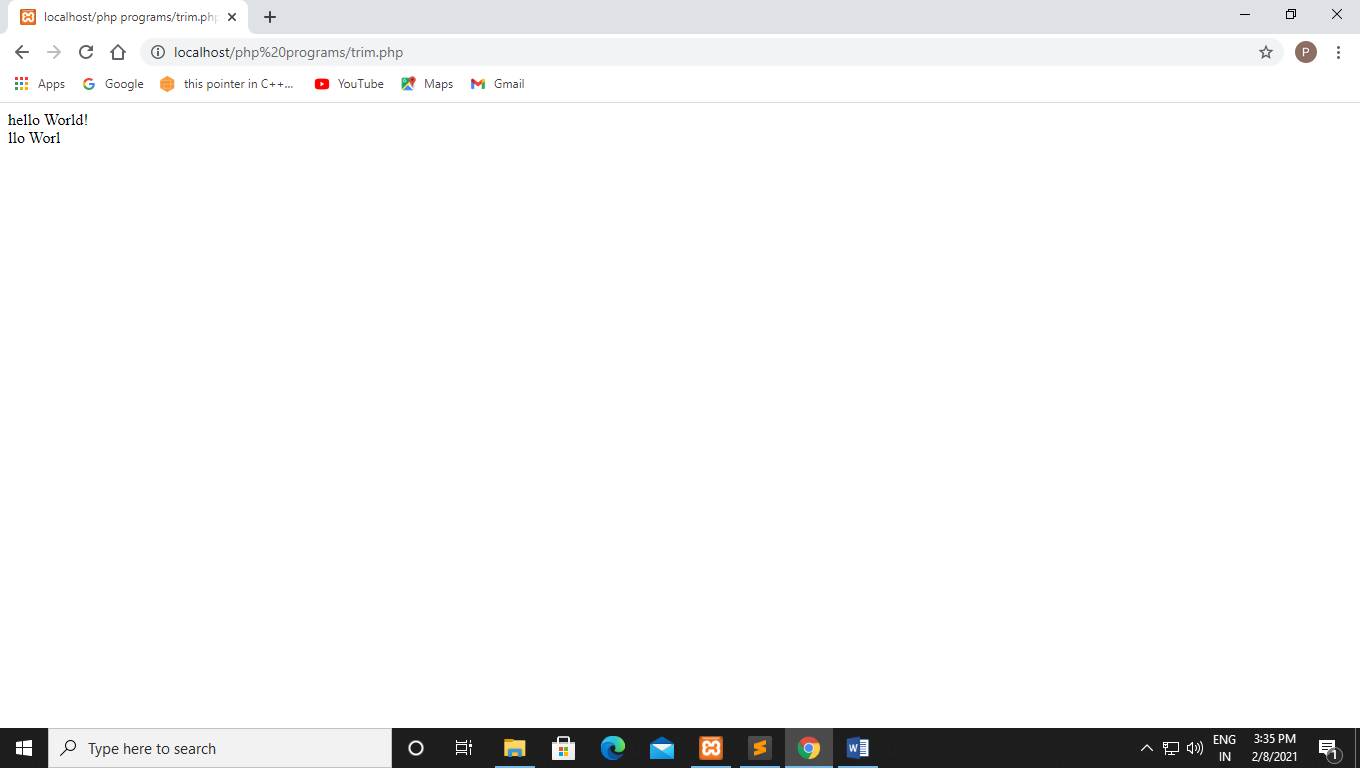 localhost/php programs/trim.php
localhost/php%20programs/trim.php
P
Apps Google this pointer in C++... YouTube Maps Gmail
hello World!
llo Worl
Type here to search
ENG
IN
3:35 PM
2/8/2021
1